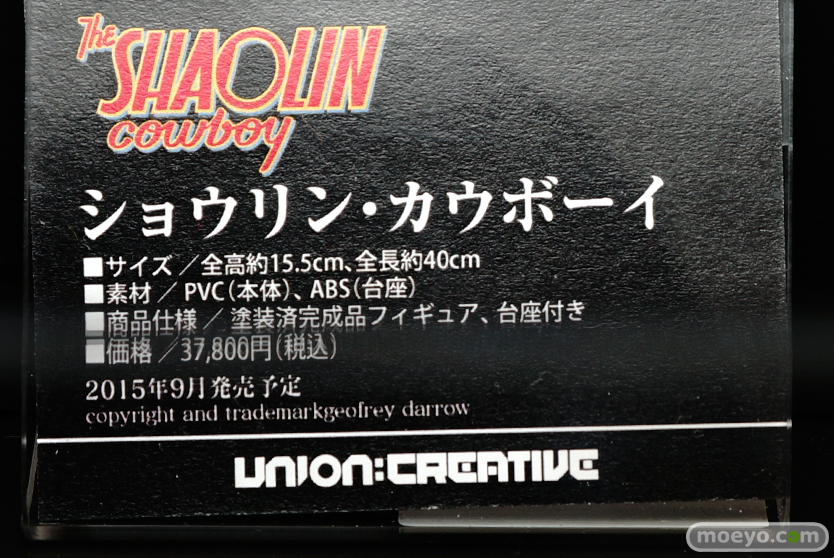 The
SHAOLIN
cowboy
ショウリン・カウボーイ
■サイズ／全高約15.5cm、全長約40cm
■素材／PVC（本体）、ABS（台座）
■商品仕様／塗装済完成品フィギュア、台座付き
■価格／37,800円（税込）
2015年9月発売予定
copyright and trademarkgeofrey darrow
UNION:CREATIVE
moeyo.com